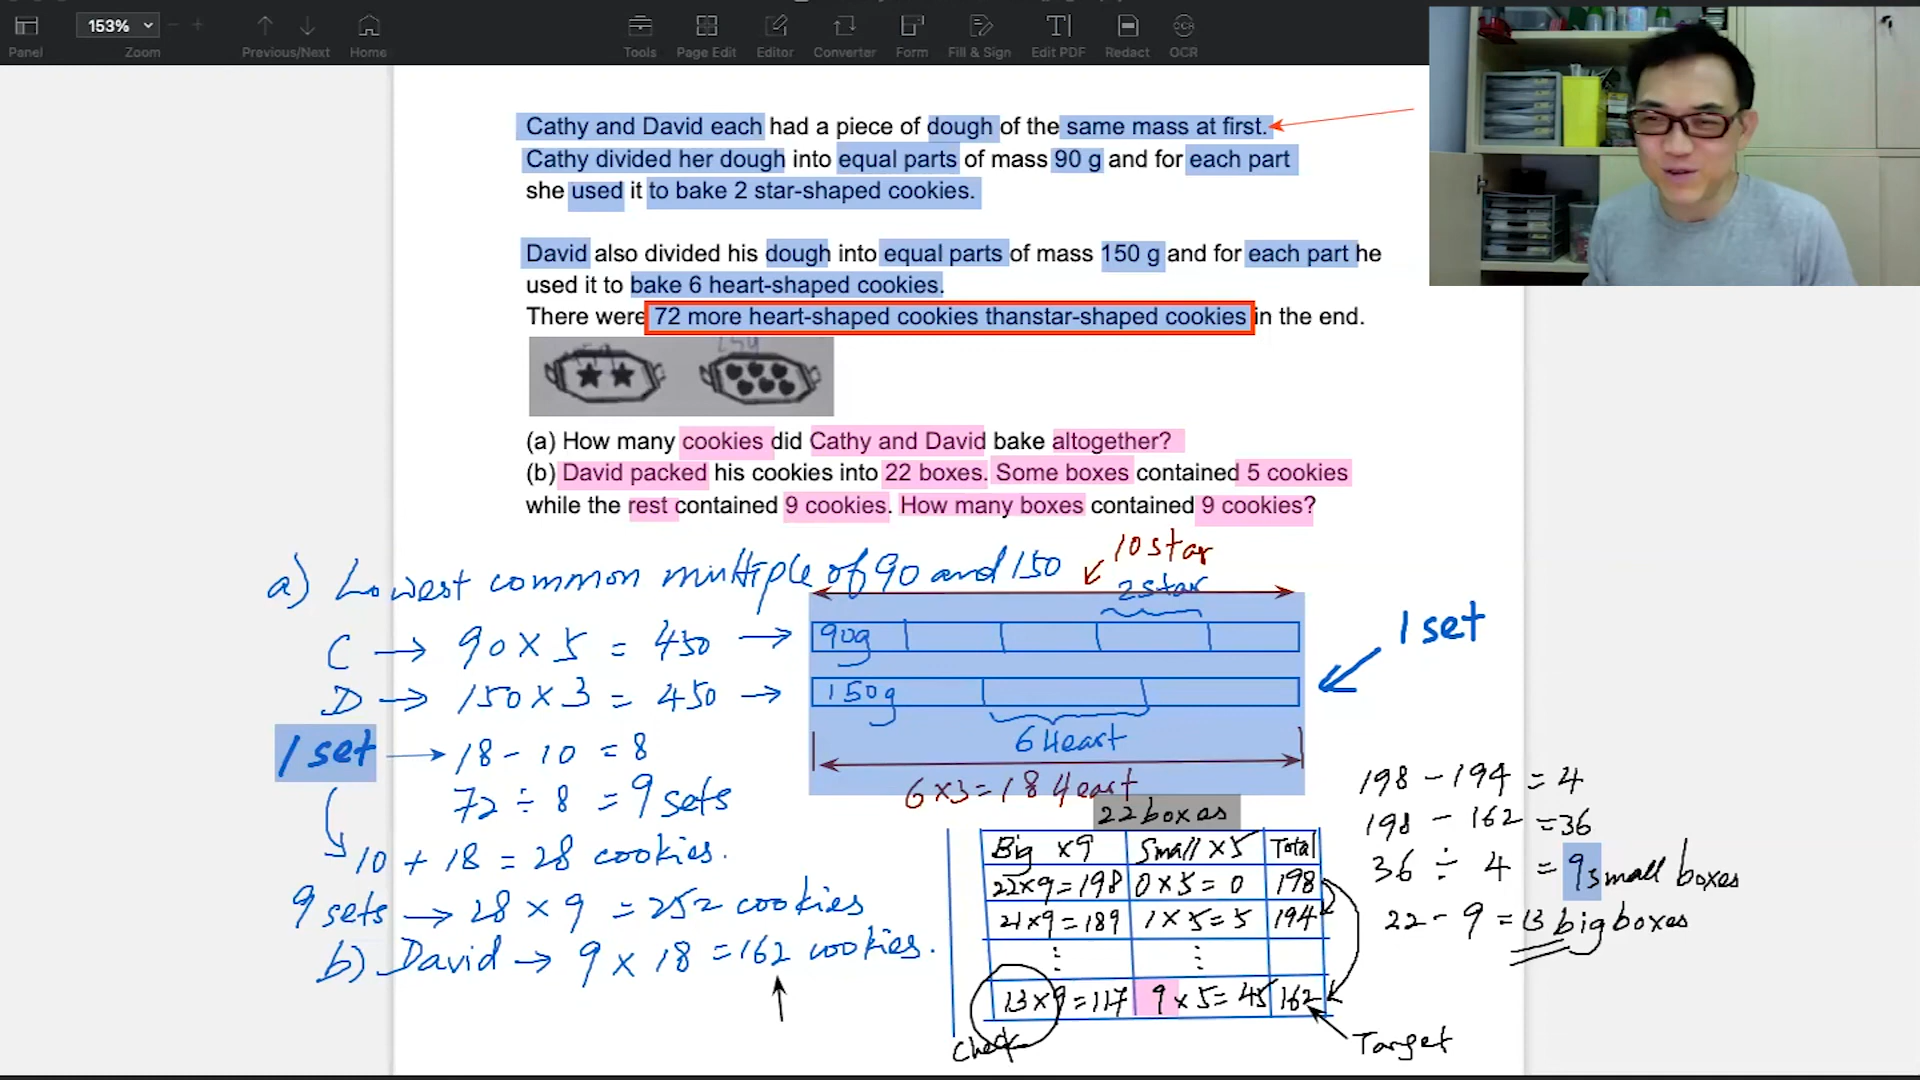 153%
Panel Zoom Previous/Next Home Tools Page Edit Editor Converter Form Fill & Sign Edit PDF Redact OCR
Cathy and David each had a piece of dough of the same mass at first.
Cathy divided her dough into equal parts of mass 90 g and for each part
she used it to bake 2 star-shaped cookies.
David also divided his dough into equal parts of mass 150 g and for each part he
used it to bake 6 heart-shaped cookies.
There were 72 more heart-shaped cookies thanstar-shaped cookies in the end.
(a) How many cookies did Cathy and David bake altogether?
(b) David packed his cookies into 22 boxes. Some boxes contained 5 cookies
while the rest contained 9 cookies. How many boxes contained 9 cookies?
a) Lowest common multiple of 90 and 150
10 star
2 star
C → 90 × 5 = 450 → 90g
1 set
D → 150 × 3 = 450 → 150g
6 Heart
6 × 3 = 18 Heart
1 set → 18 - 10 = 8
72 ÷ 8 = 9 sets
10 + 18 = 28 cookies.
9 sets → 28 × 9 = 252 cookies
b) David → 9 × 18 = 162 cookies.
22 boxes
Big ×9 Small ×5 Total
22×9=198 0×5=0 198
21×9=189 1×5=5 194
⋮ ⋮
13×9=117 9×5=45 162
Check
Target
198 - 194 = 4
198 - 162 = 36
36 ÷ 4 = 9 small boxes
22 - 9 = 13 big boxes